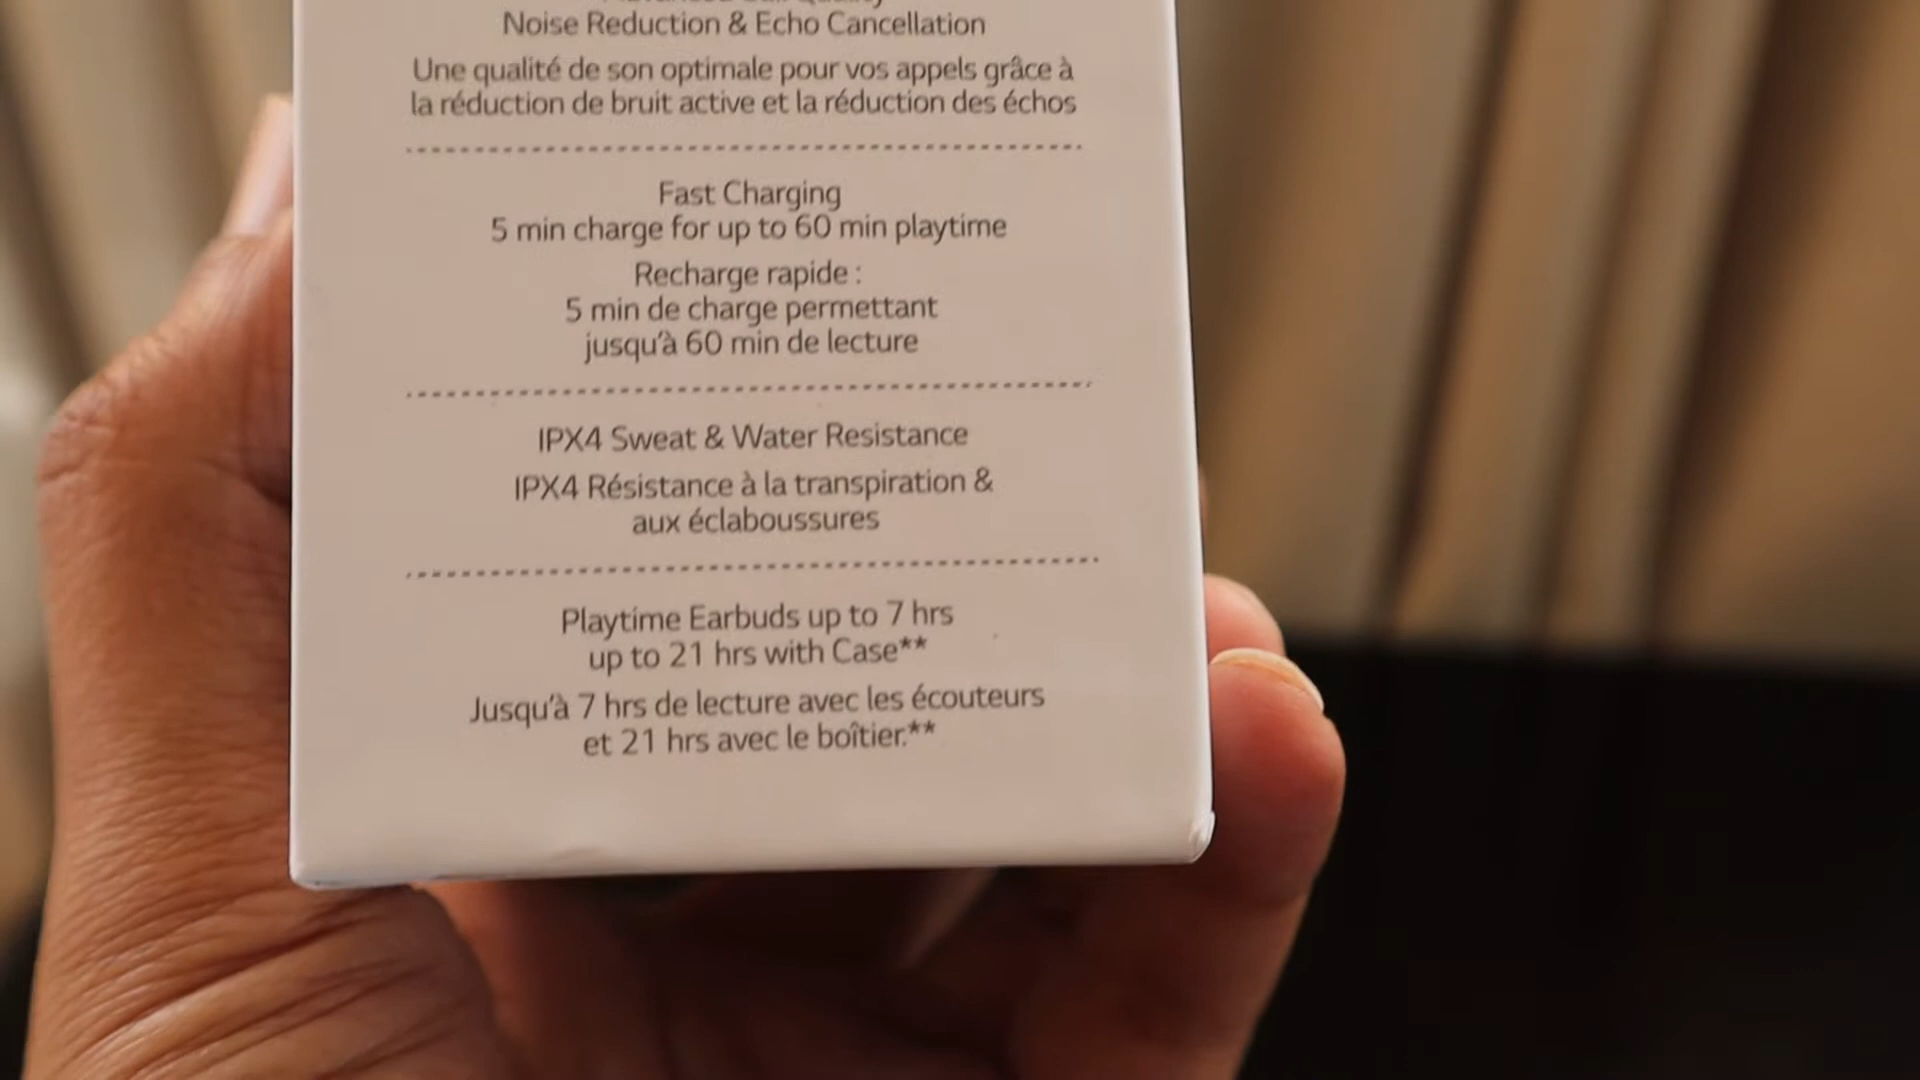 Noise Reduction & Echo Cancellation
Une qualité de son optimale pour vos appels grâce à
la réduction de bruit active et la réduction des échos
Fast Charging
5 min charge for up to 60 min playtime
Recharge rapide :
5 min de charge permettant
jusqu'à 60 min de lecture
IPX4 Sweat & Water Resistance
IPX4 Résistance à la transpiration &
aux éclaboussures
Playtime Earbuds up to 7 hrs
up to 21 hrs with Case**
Jusqu'à 7 hrs de lecture avec les écouteurs
et 21 hrs avec le boîtier.**